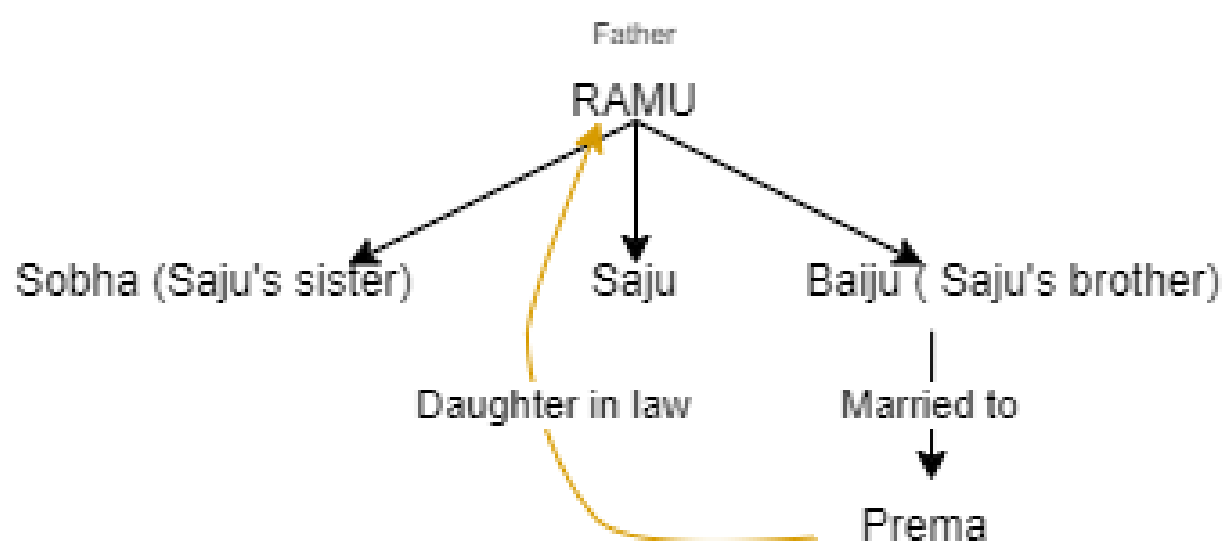 Father
RAMU
Sobha (Saju's sister)
Saju
Baiju ( Saju's brother)
Daughter in law
Married to
Prema